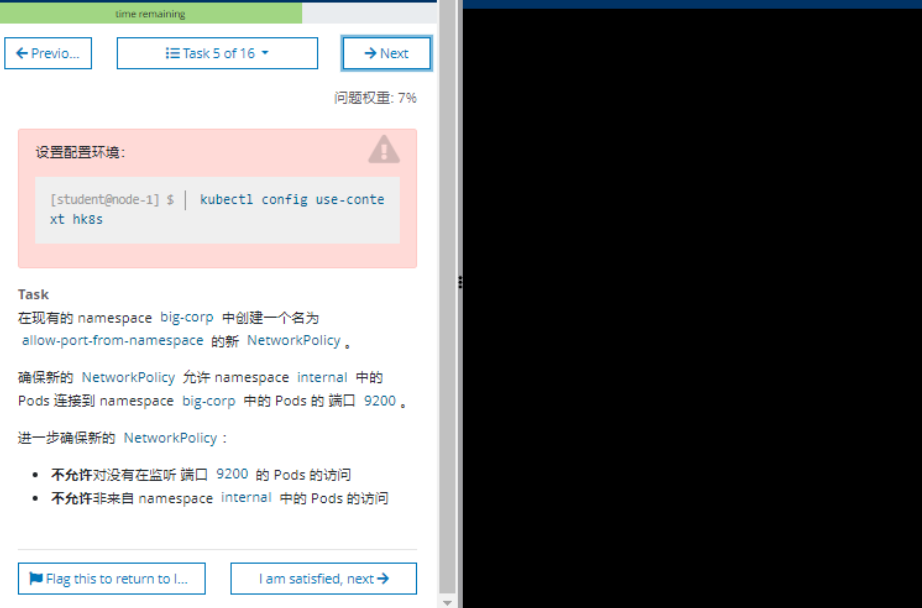 time remaining
Previo...
Task 5 of 16
Next
问题权重: 7%
设置配置环境:
[student@node-1] $ | kubectl config use-conte
xt hk8s
Task
在现有的 namespace big-corp 中创建一个名为
allow-port-from-namespace 的新 NetworkPolicy 。
确保新的 NetworkPolicy 允许 namespace internal 中的
Pods 连接到 namespace big-corp 中的 Pods 的 端口 9200 。
进一步确保新的 NetworkPolicy :
• 不允许对没有在监听 端口 9200 的 Pods 的访问
• 不允许非来自 namespace internal 中的 Pods 的访问
Flag this to return to l...
I am satisfied, next